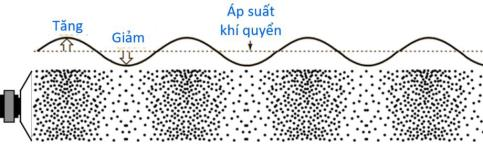 Tăng
Giảm
Áp suất
khí quyển